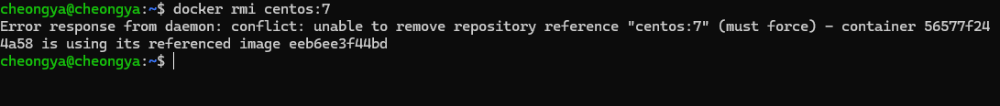 cheongya@cheongya:~$ docker rmi centos:7
Error response from daemon: conflict: unable to remove repository reference "centos:7" (must force) - container 56577f24
4a58 is using its referenced image eeb6ee3f44bd
cheongya@cheongya:~$